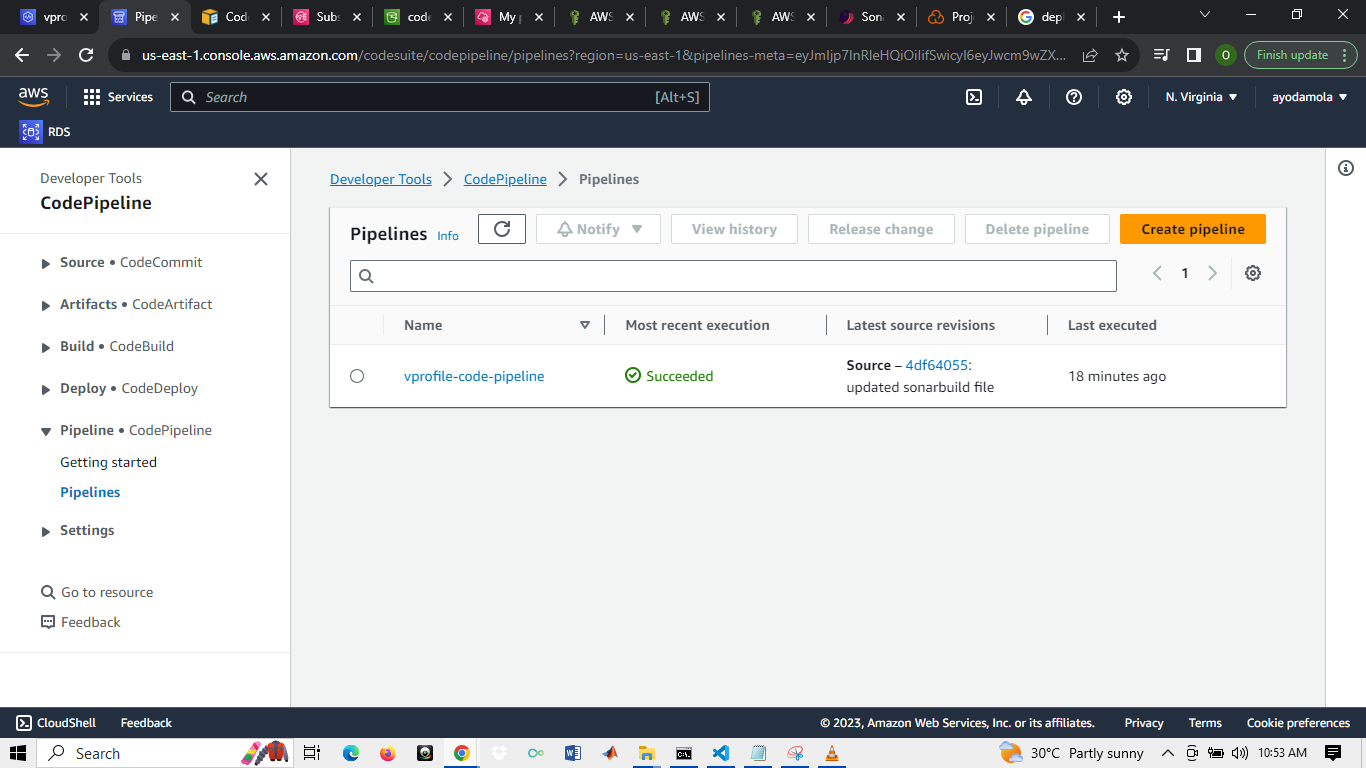 vpro
Pipe
Cod
Subs
code
My p
AWS
AWS
AWS
Sona
Proje
depl
us-east-1.console.aws.amazon.com/codesuite/codepipeline/pipelines?region=us-east-1&pipelines-meta=eyJmIjp7InRleHQiOiIifSwicyI6eyJwcm9wZX...
O
Finish update
aws
Services
Search
[Alt+S]
N. Virginia
ayodamola
RDS
Developer Tools
CodePipeline
Source • CodeCommit
Artifacts • CodeArtifact
Build • CodeBuild
Deploy • CodeDeploy
Pipeline • CodePipeline
Getting started
Pipelines
Settings
Go to resource
Feedback
Developer Tools
CodePipeline
Pipelines
Pipelines Info
Notify
View history
Release change
Delete pipeline
Create pipeline
1
Name
Most recent execution
Latest source revisions
Last executed
vprofile-code-pipeline
Succeeded
Source – 4df64055:
updated sonarbuild file
18 minutes ago
CloudShell
Feedback
© 2023, Amazon Web Services, Inc. or its affiliates.
Privacy
Terms
Cookie preferences
Search
30°C Partly sunny
10:53 AM